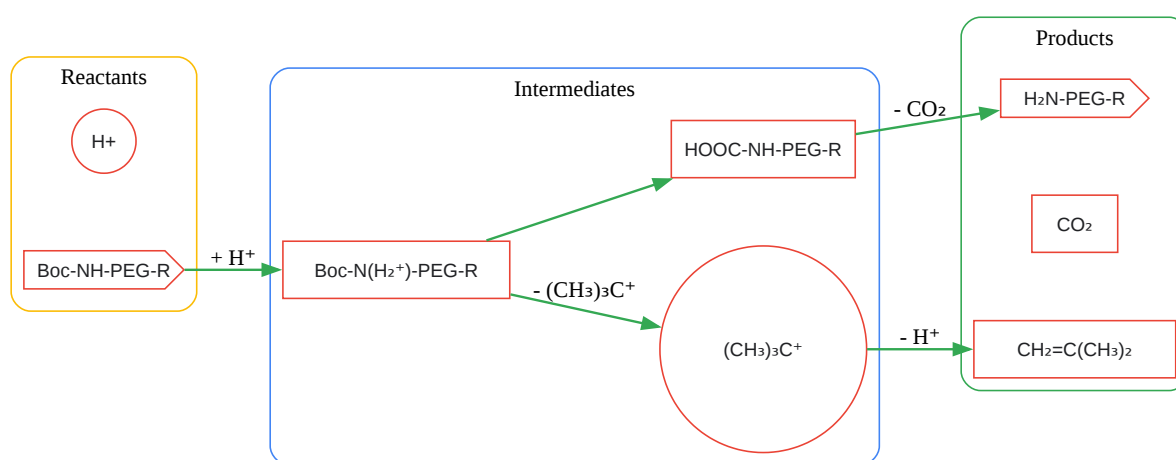 Reactants
H+
Boc-NH-PEG-R
+ H⁺
Intermediates
Boc-N(H₂⁺)-PEG-R
- (CH₃)₃C⁺
HOOC-NH-PEG-R
(CH₃)₃C⁺
- CO₂
- H⁺
Products
H₂N-PEG-R
CO₂
CH₂=C(CH₃)₂